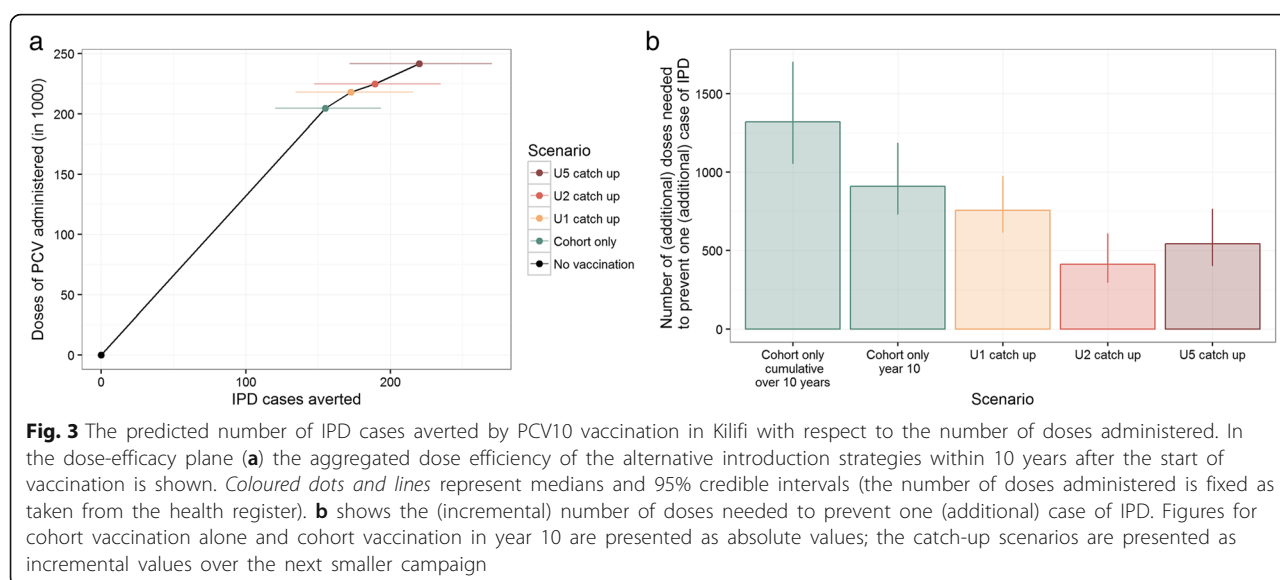 a
Doses of PCV administered (in 1000)
250
200
150
100
50
0
0
100
200
IPD cases averted
Scenario
U5 catch up
U2 catch up
U1 catch up
Cohort only
No vaccination
b
Number of (additional) doses needed
to prevent one (additional) case of IPD
1500
1000
500
0
Cohort only
cumulative
over 10 years
Cohort only
year 10
U1 catch up
U2 catch up
U5 catch up
Scenario
Fig. 3 The predicted number of IPD cases averted by PCV10 vaccination in Kilifi with respect to the number of doses administered. In
the dose-efficacy plane (a) the aggregated dose efficiency of the alternative introduction strategies within 10 years after the start of
vaccination is shown. Coloured dots and lines represent medians and 95% credible intervals (the number of doses administered is fixed as
taken from the health register). b shows the (incremental) number of doses needed to prevent one (additional) case of IPD. Figures for
cohort vaccination alone and cohort vaccination in year 10 are presented as absolute values; the catch-up scenarios are presented as
incremental values over the next smaller campaign